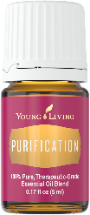 YOUNG LIVING
PURIFICATION
100% Pure, Therapeutic-Grade
Essential Oil Blend
0.17 fl oz (5 ml)